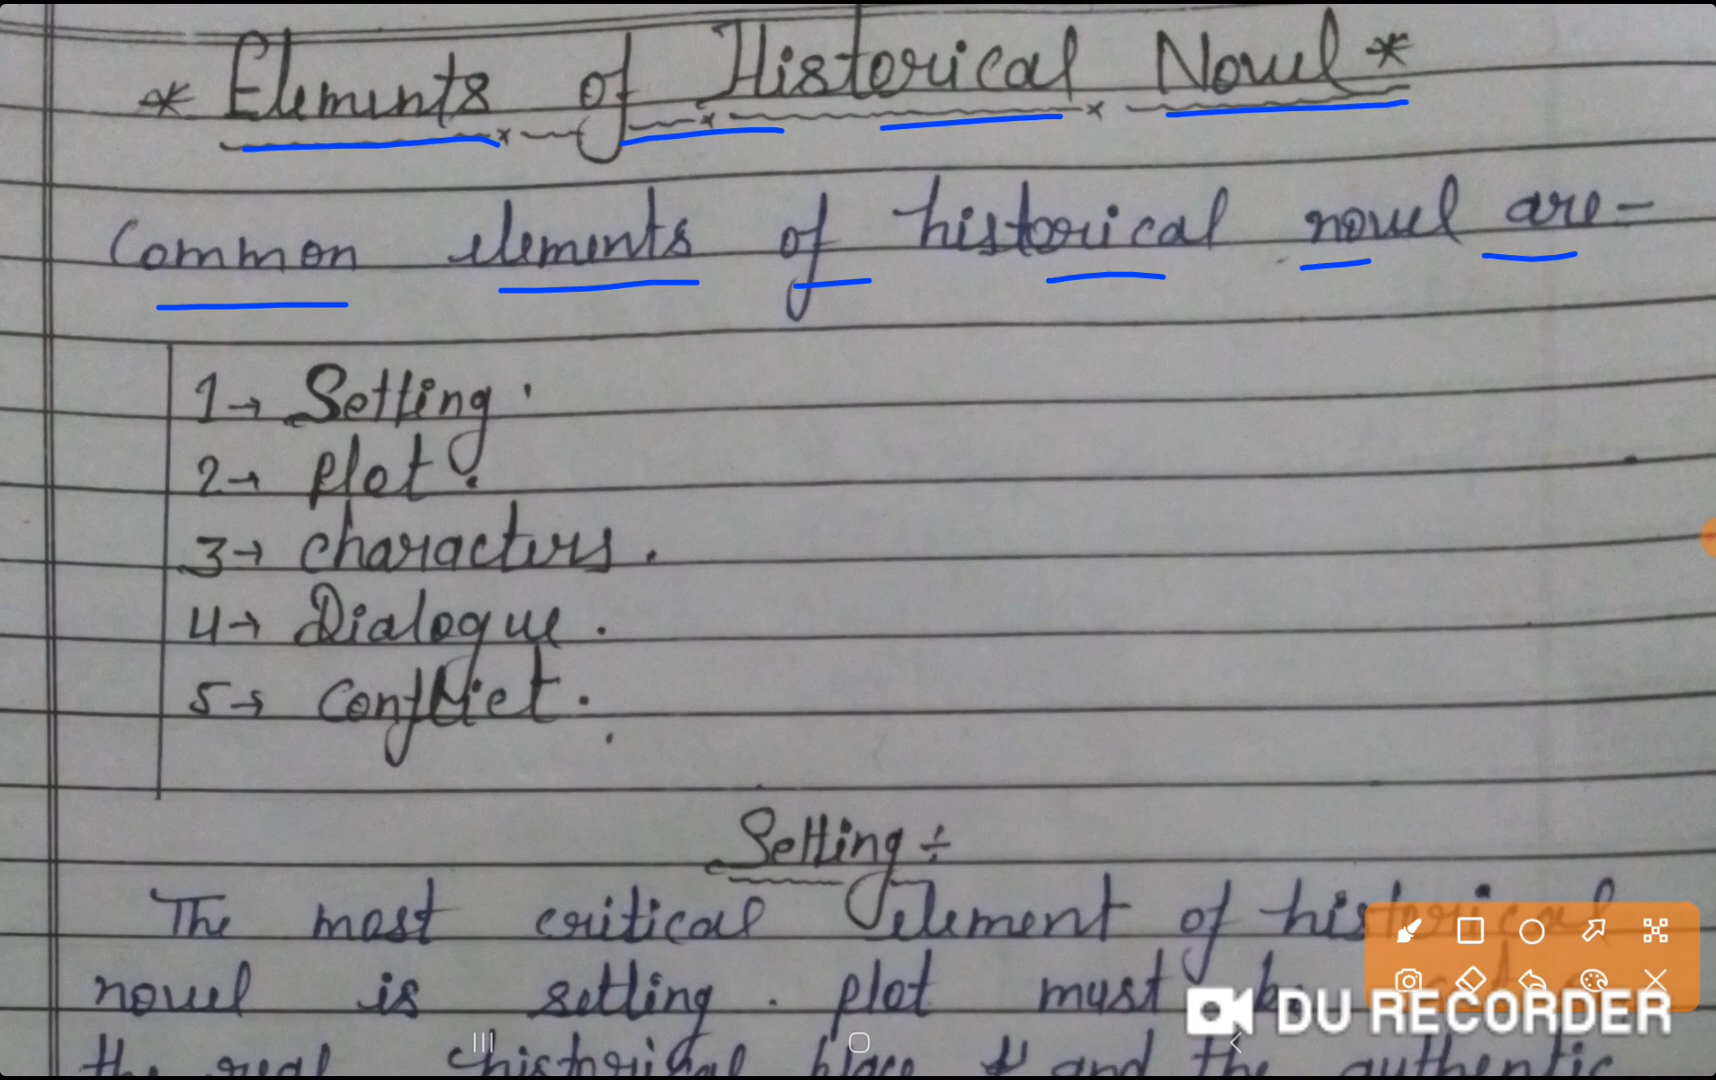 * Elements of Historical Novel *
Common elements of historical novel are-
1→ Setting.
2→ Plot.
3→ characters.
4→ Dialogue.
5→ Conflict.
Setting ÷
The most critical element of historical
novel is setting. plot must be
the real historical place and the authentic
DU RECORDER